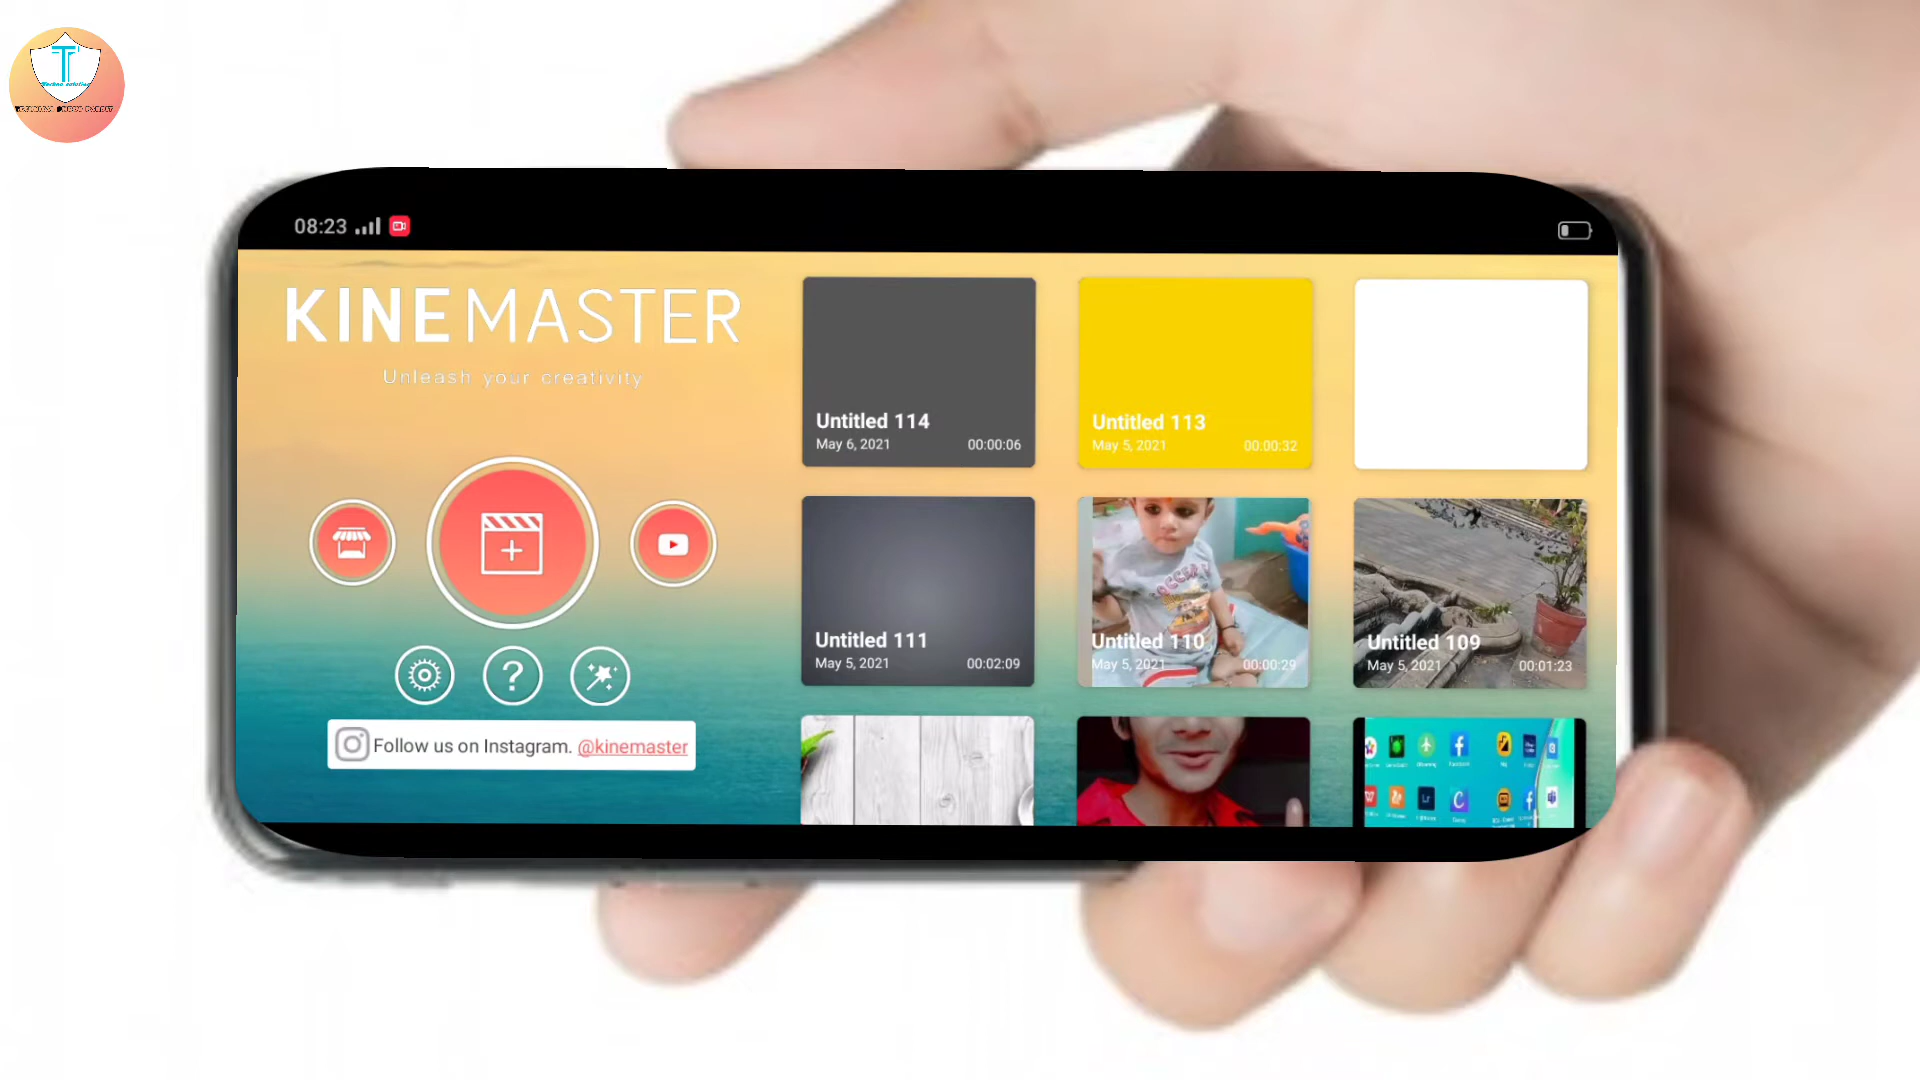 08:23
KINEMASTER
Unleash your creativity
Follow us on Instagram. @kinemaster
Untitled 114
May 6, 2021 00:00:06
Untitled 113
May 5, 2021 00:00:32
Untitled 111
May 5, 2021 00:02:09
Untitled 110
May 5, 2021 00:00:29
Untitled 109
May 5, 2021 00:01:23